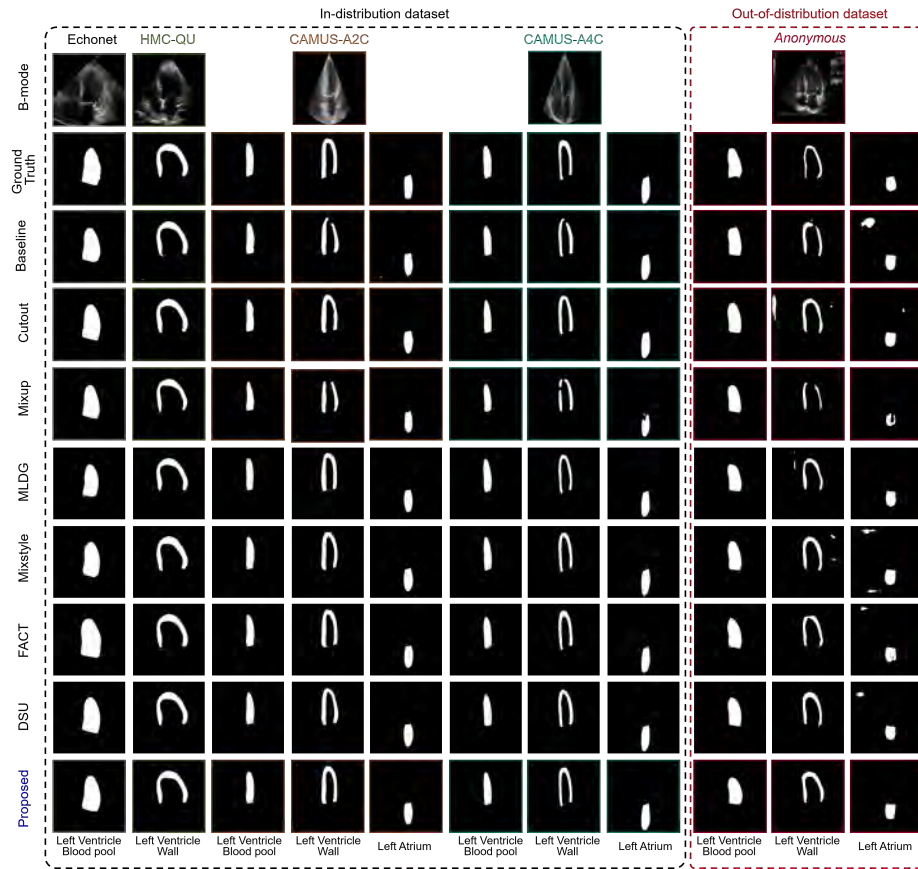 In-distribution dataset
Out-of-distribution dataset
Echonet
HMC-QU
CAMUS-A2C
CAMUS-A4C
Anonymous
B-mode
Ground
Truth
Baseline
Cutout
Mixup
MLDG
Mixstyle
FACT
DSU
Proposed
Left Ventricle
Blood pool
Left Ventricle
Wall
Left Ventricle
Blood pool
Left Ventricle
Wall
Left Atrium
Left Ventricle
Blood pool
Left Ventricle
Wall
Left Atrium
Left Ventricle
Blood pool
Left Ventricle
Wall
Left Atrium